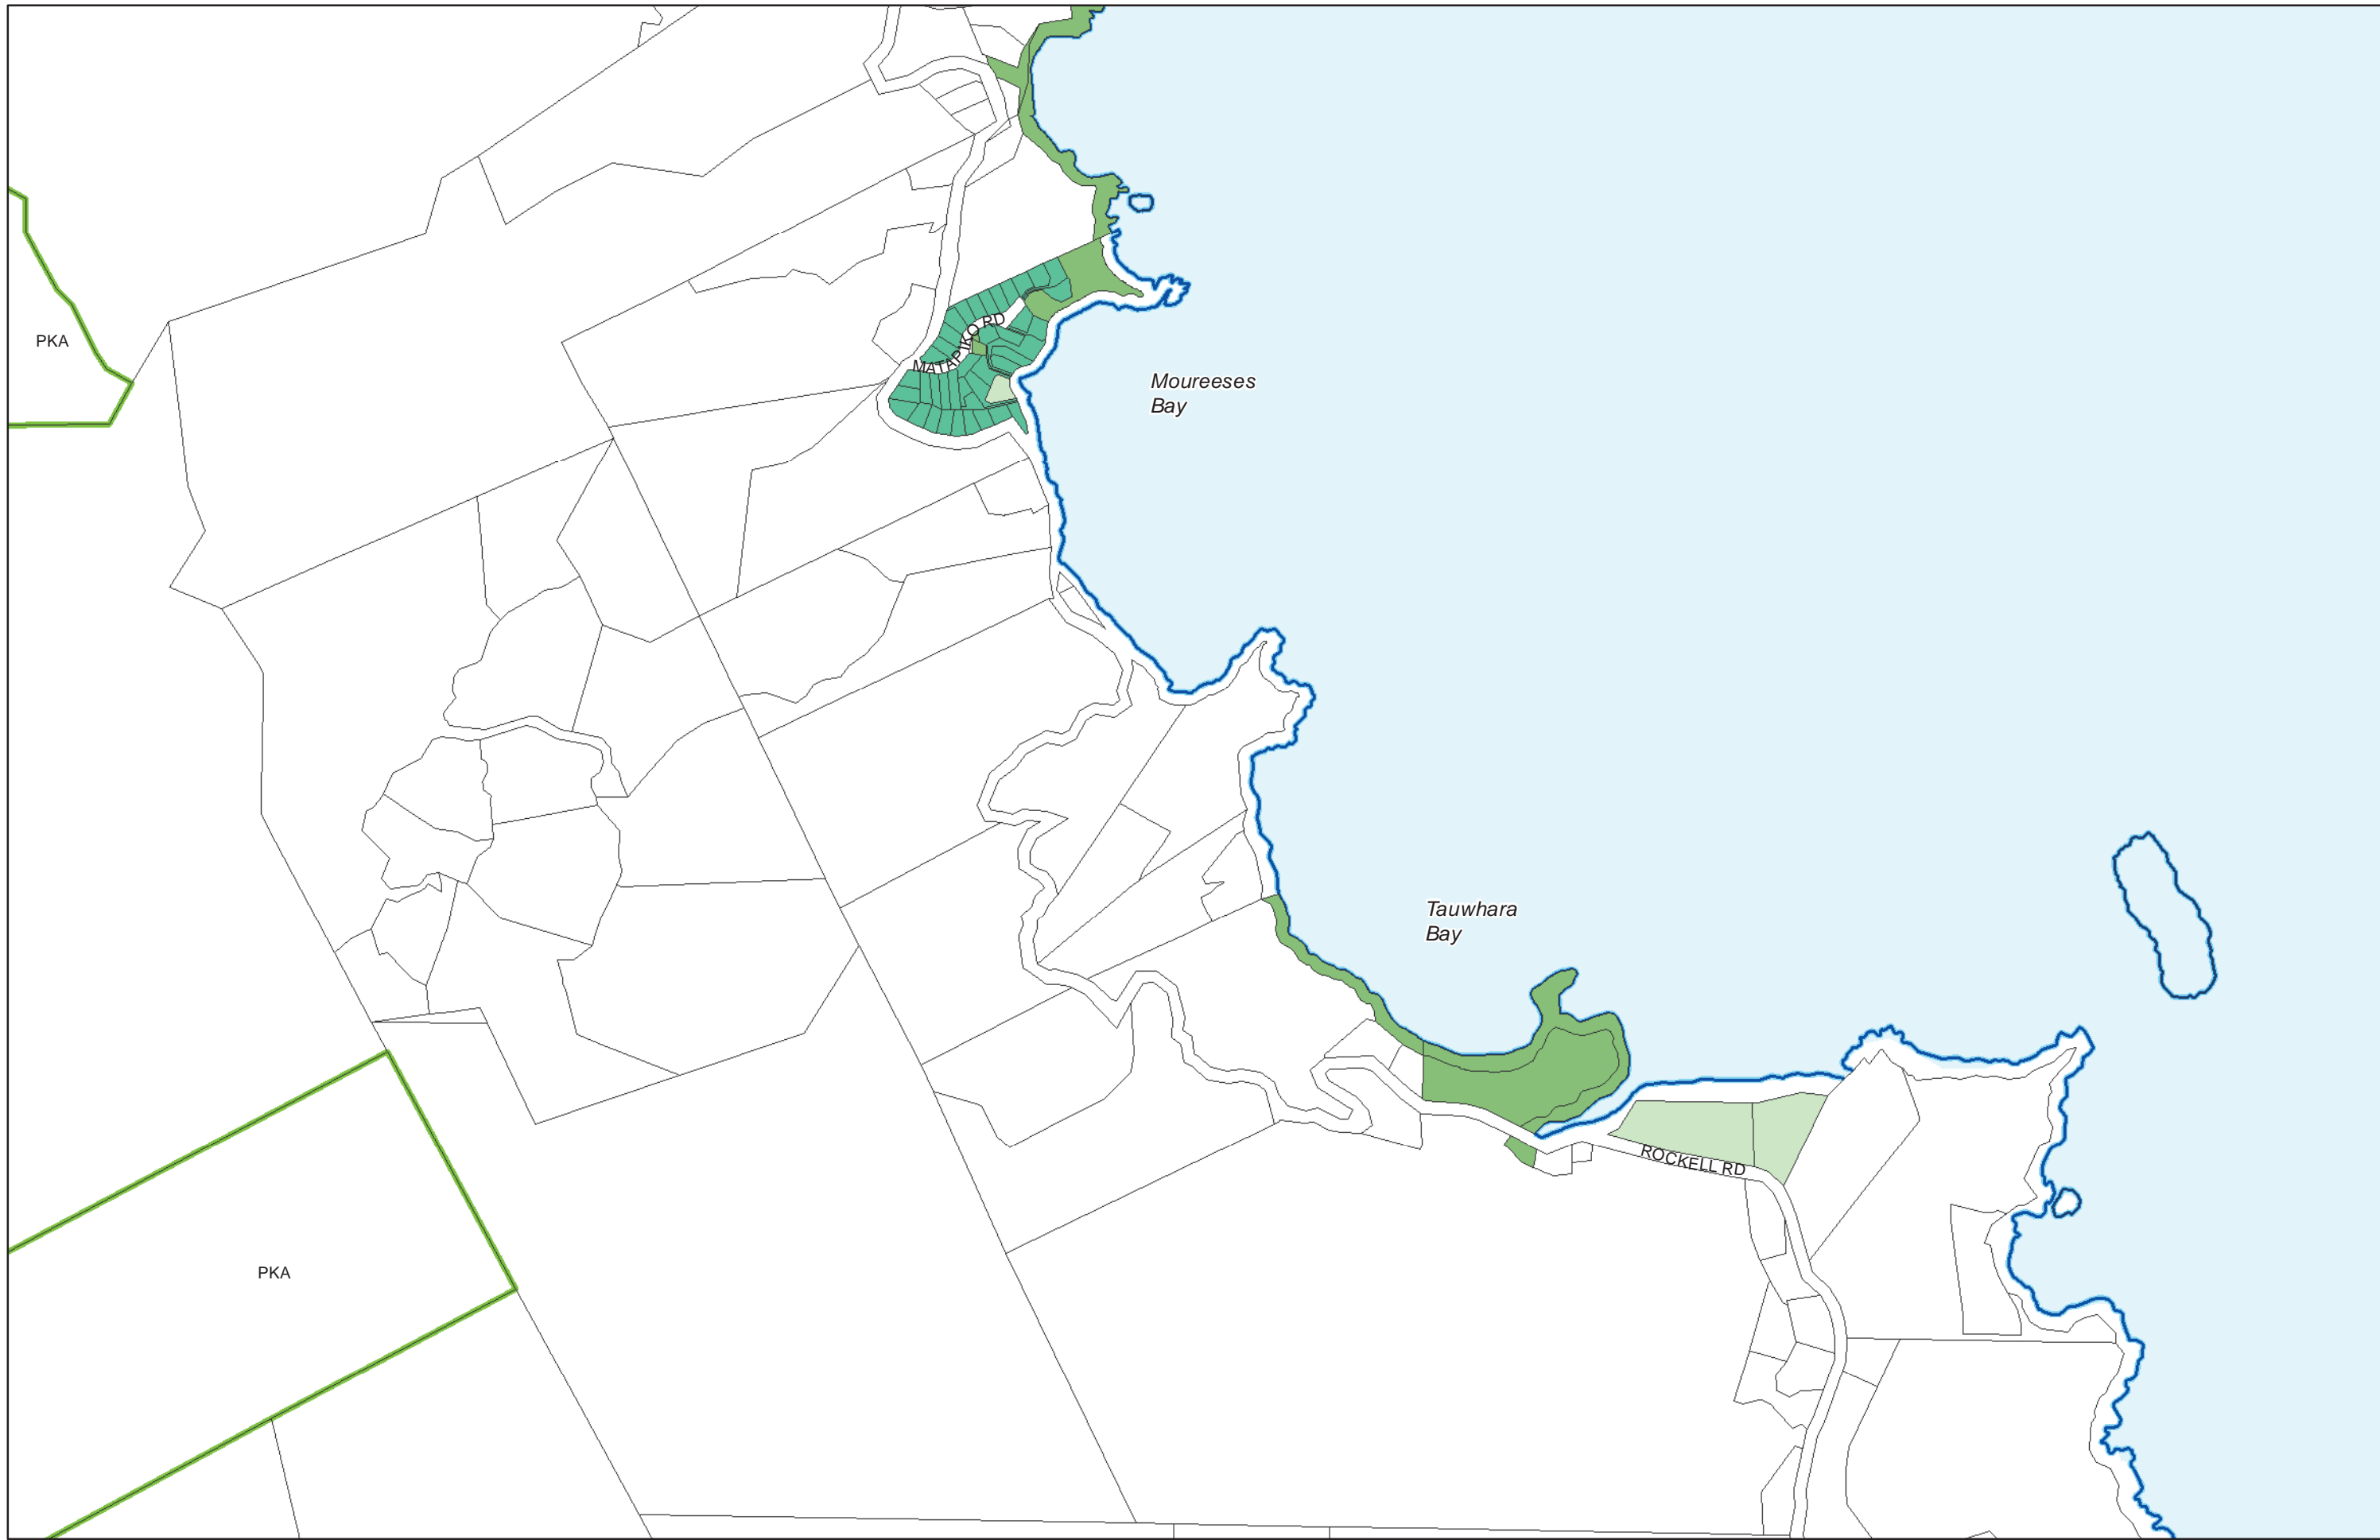 PKA
MATAPIKO RD
Moureeses
Bay
Tauwhara
Bay
ROCKELL RD
PKA